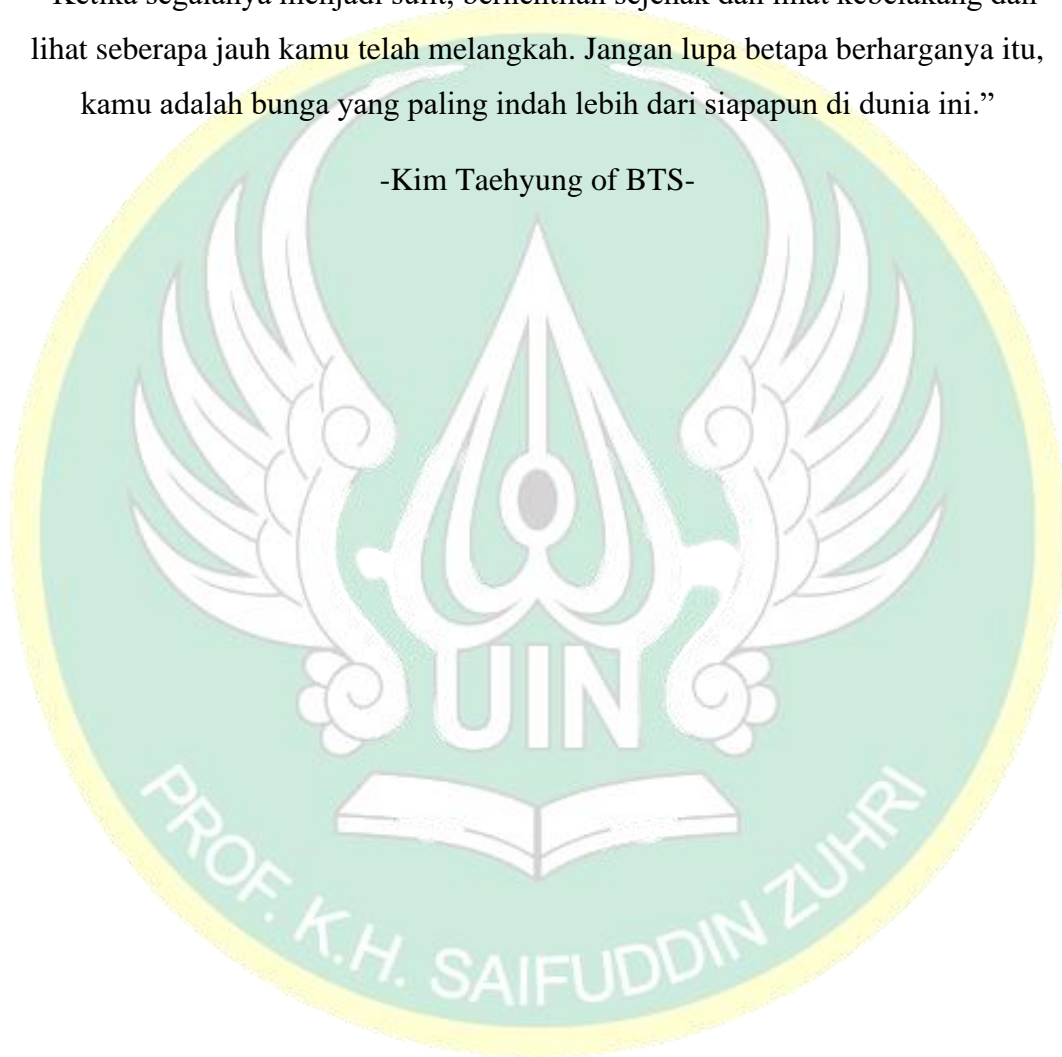 Ketika segalanya menjadi sulit, berhentilah sejenak dan lihat kebelakang dan
lihat seberapa jauh kamu telah melangkah. Jangan lupa betapa berharganya itu,
kamu adalah bunga yang paling indah lebih dari siapapun di dunia ini.”
-Kim Taehyung of BTS-
UIN
PROF. K.H. SAIFUDDIN ZUHRI